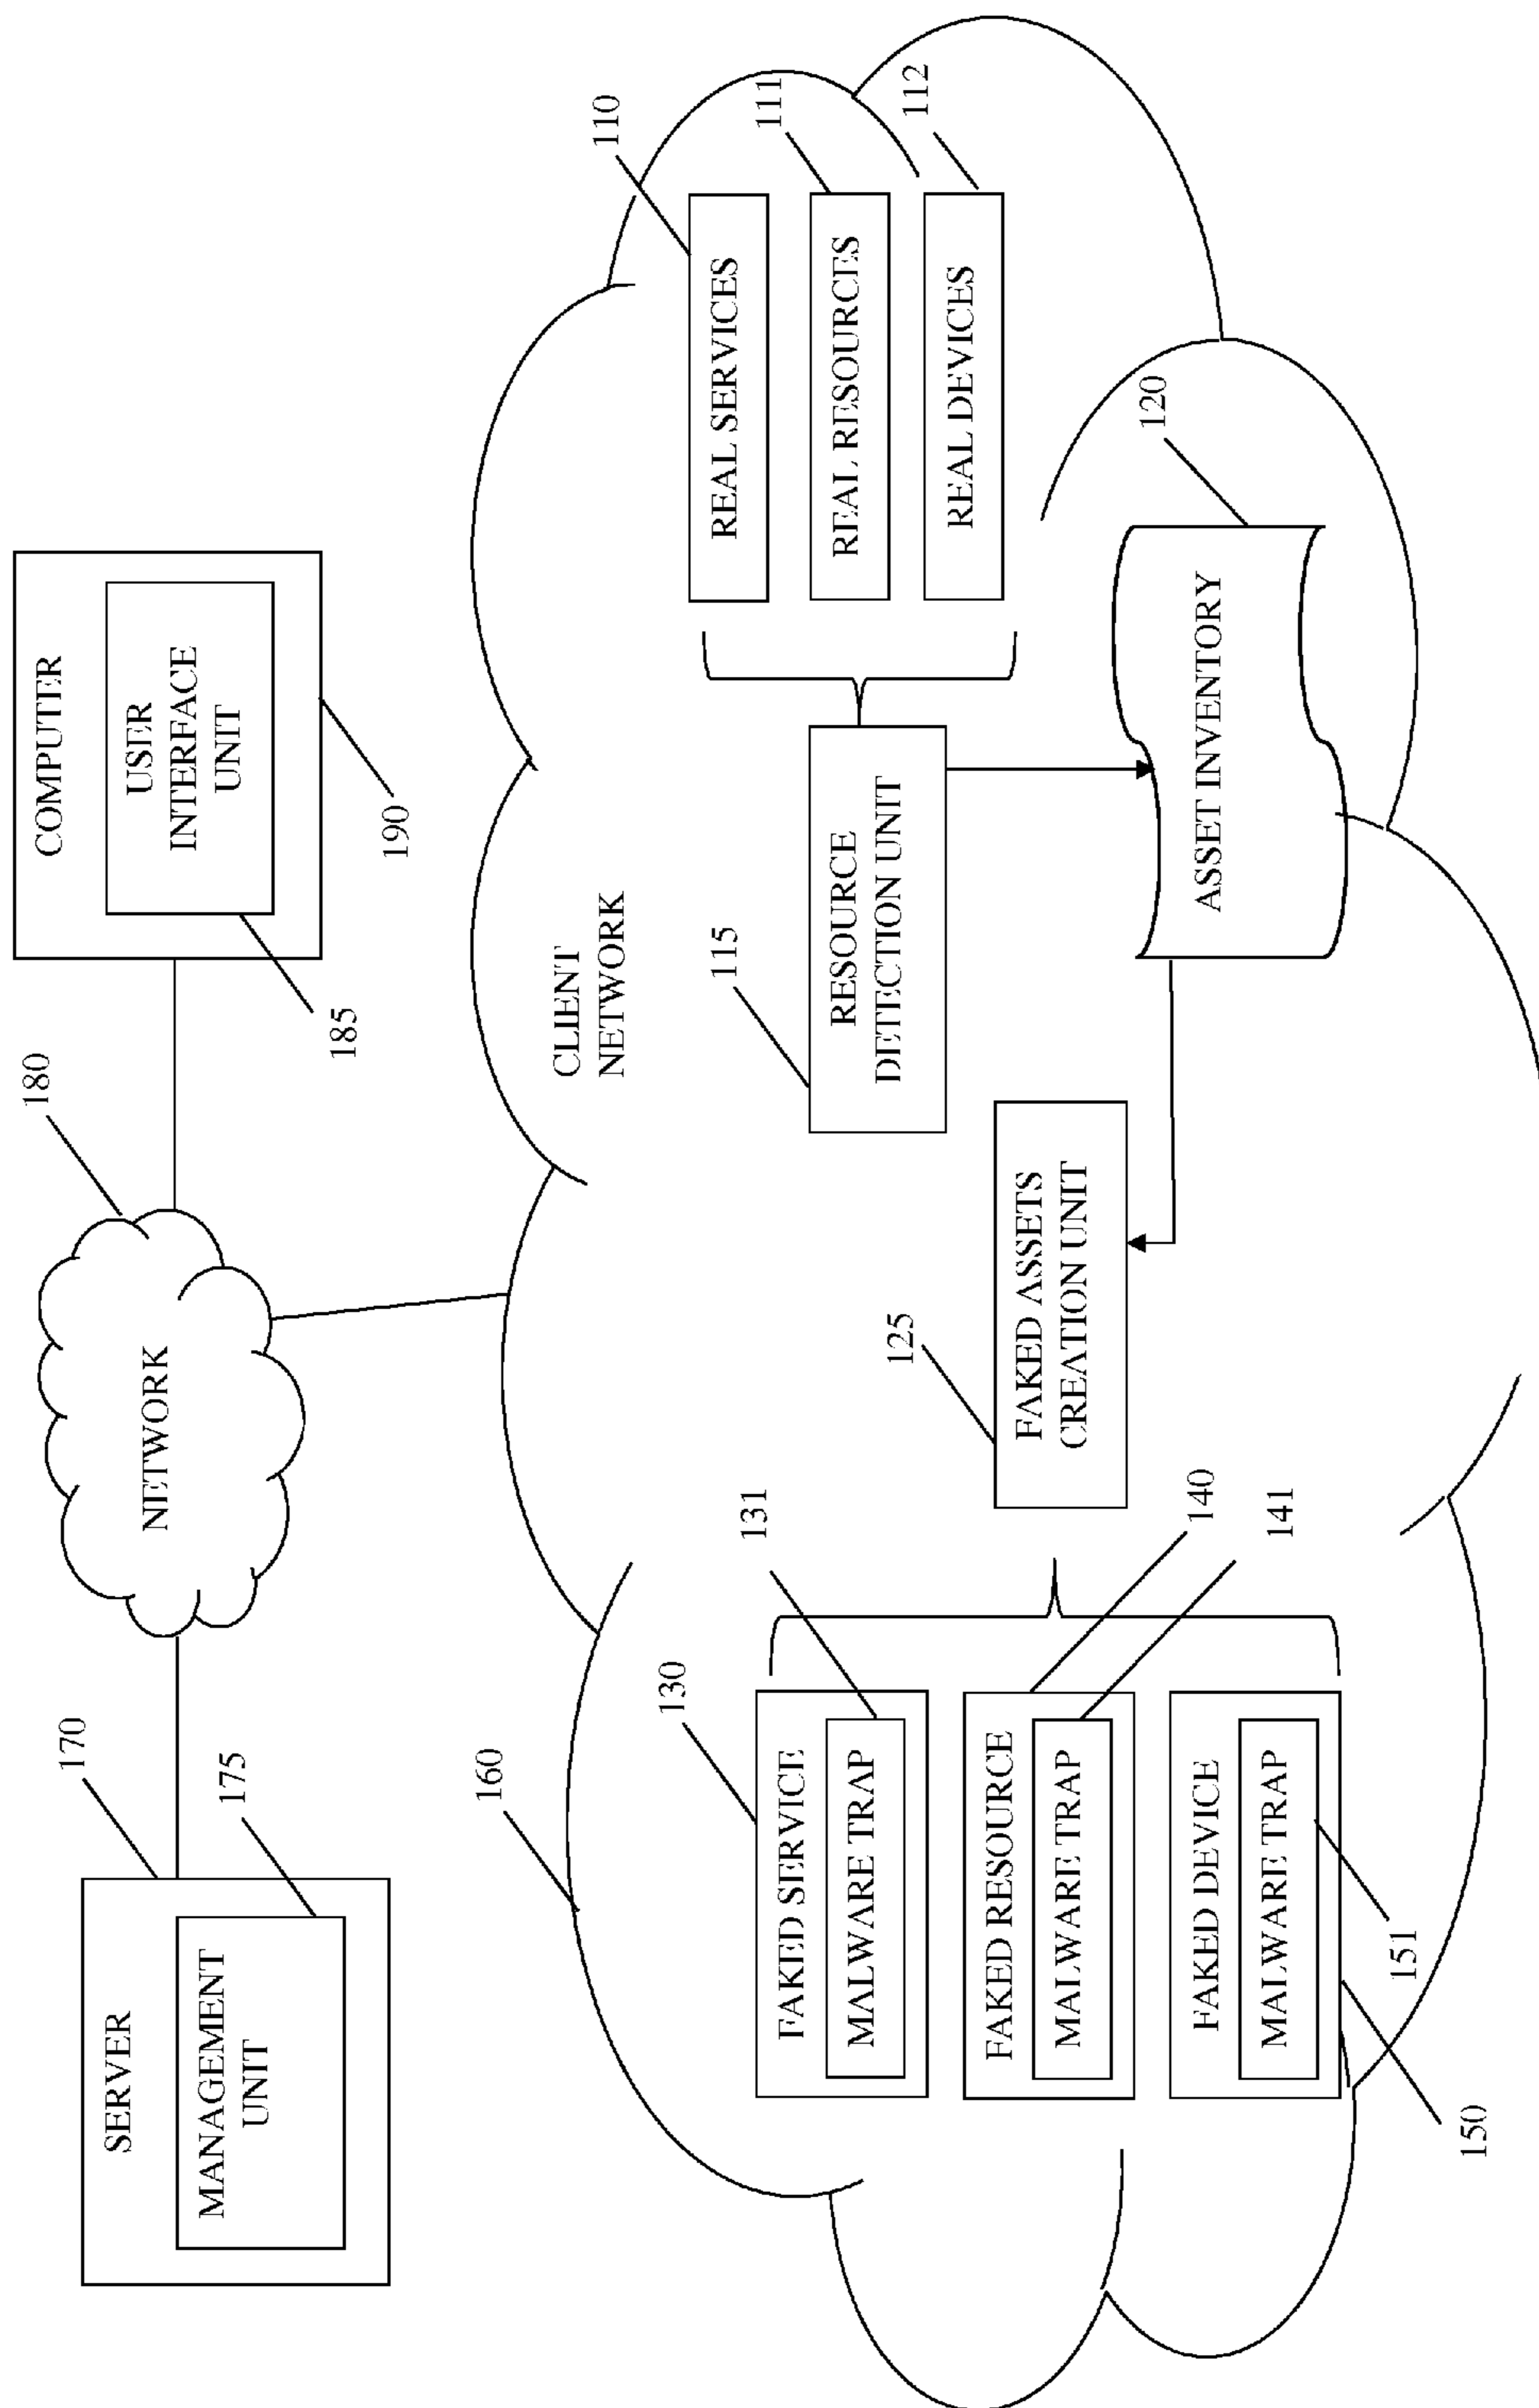 170
SERVER
MANAGEMENT
UNIT
175
NETWORK
180
COMPUTER
USER
INTERFACE
UNIT
185
190
160
CLIENT
NETWORK
130
FAKED SERVICE
MALWARE TRAP
131
FAKED RESOURCE
MALWARE TRAP
140
141
FAKED DEVICE
MALWARE TRAP
151
150
125
FAKED ASSETS
CREATION UNIT
115
RESOURCE
DETECTION UNIT
REAL SERVICES
110
REAL RESOURCES
111
REAL DEVICES
112
ASSET INVENTORY
120